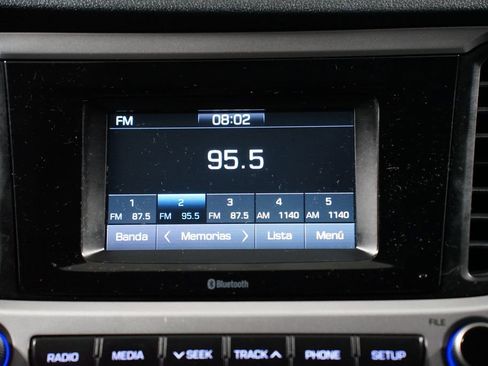 FM 08:02
95.5
1 2 3 4 5
FM 87.5 FM 95.5 FM 87.5 AM 1140 AM 1140
Banda < Memorias > Lista Menú
Bluetooth
FILE
RADIO MEDIA SEEK TRACK PHONE SETUP